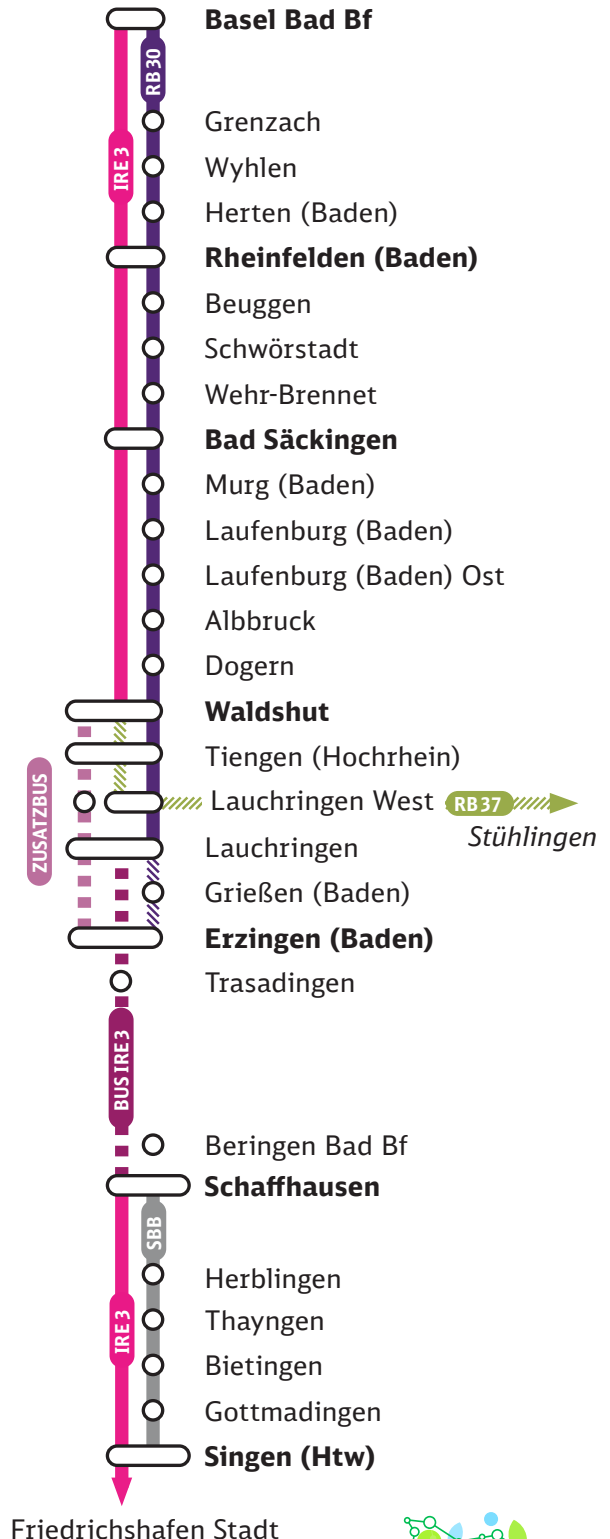 Basel Bad Bf
RB30
Grenzach
IRE 3
Wyhlen
Herten (Baden)
Rheinfelden (Baden)
Beuggen
Schwörstadt
Wehr-Brennet
Bad Säckingen
Murg (Baden)
Laufenburg (Baden)
Laufenburg (Baden) Ost
Albbruck
Dogern
Waldshut
Tiengen (Hochrhein)
ZUSATZBUS
Lauchringen West RB 37
Stühlingen
Lauchringen
Grießen (Baden)
Erzingen (Baden)
Trasadingen
BUS IRE 3
Beringen Bad Bf
Schaffhausen
SBB
Herblingen
IRE 3
Thayngen
Bietingen
Gottmadingen
Singen (Htw)
Friedrichshafen Stadt